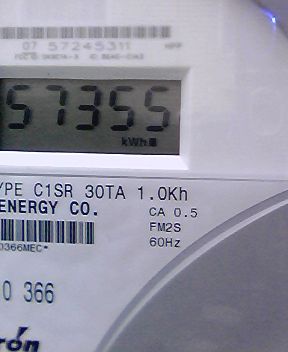 07 57245311
57355
kWh
YPE C1SR 30TA 1.0Kh
ENERGY CO.
CA 0.5
FM2S
60Hz
0366MEC*
0 366
rón